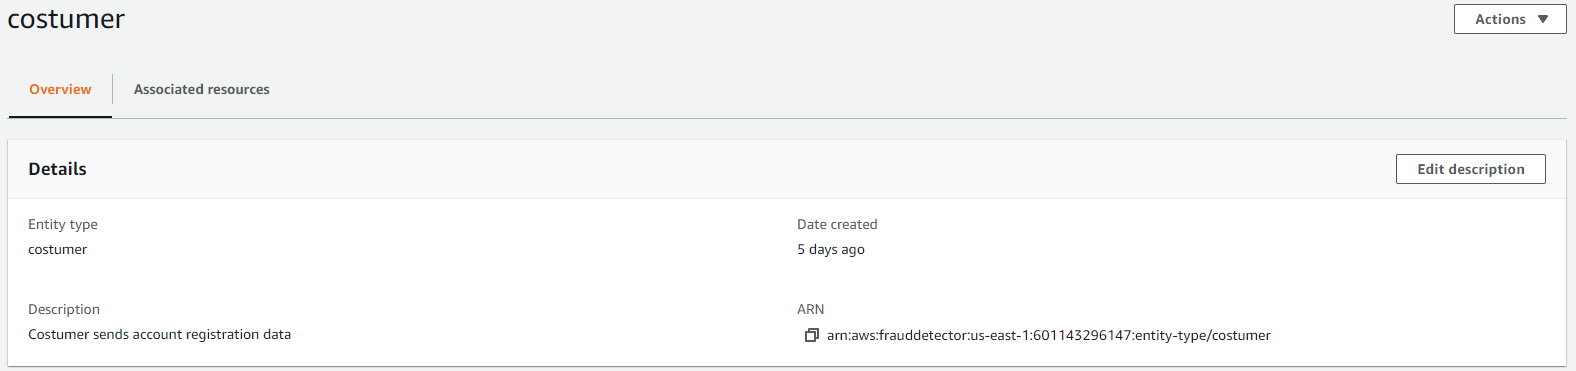 costumer
Actions
Overview
Associated resources
Details
Edit description
Entity type
Date created
costumer
5 days ago
Description
ARN
Costumer sends account registration data
arn:aws:frauddetector:us-east-1:601143296147:entity-type/costumer